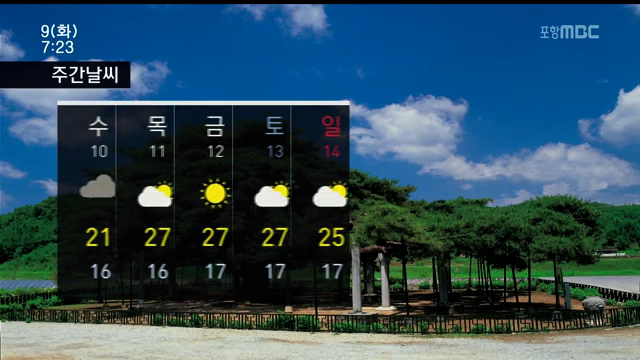 9(화)
7:23
포항MBC
주간날씨
수 목 금 토 일
10 11 12 13 14
21 27 27 27 25
16 16 17 17 17